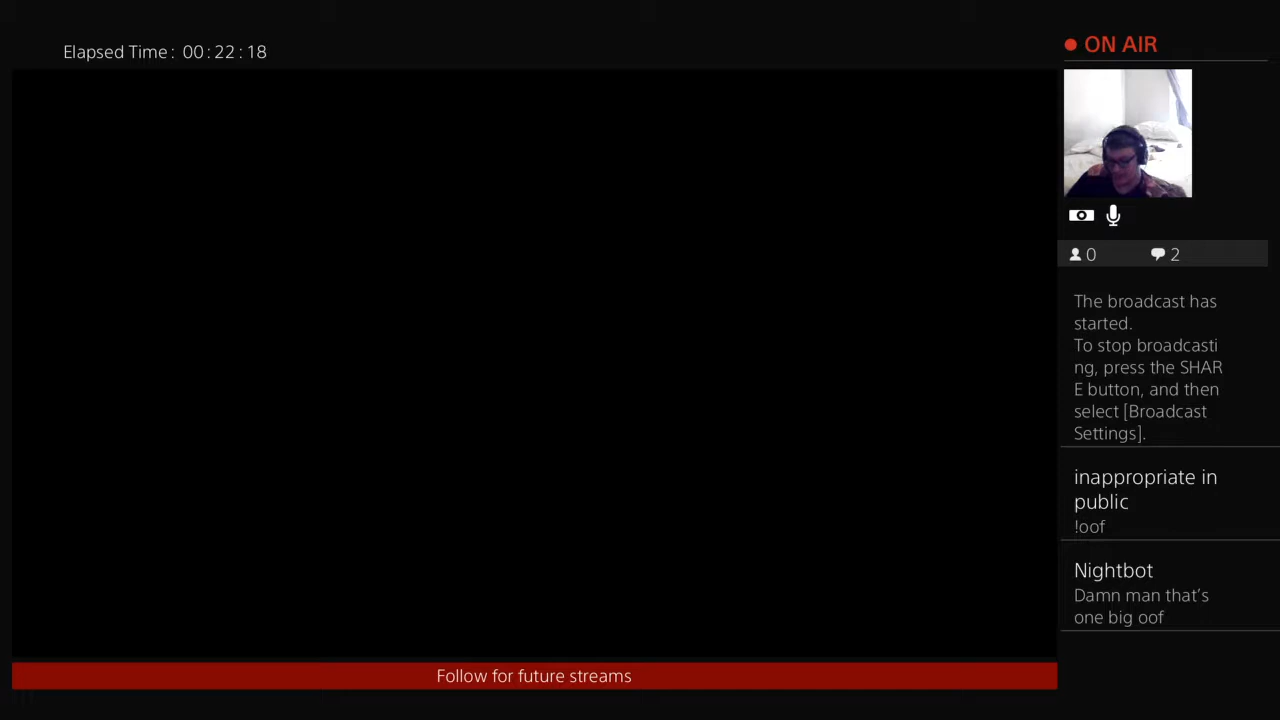 Elapsed Time: 00:22:18
ON AIR
0 2
The broadcast has
started.
To stop broadcasti
ng, press the SHAR
E button, and then
select [Broadcast
Settings].
inappropriate in
public
!oof
Nightbot
Damn man that's
one big oof
Follow for future streams